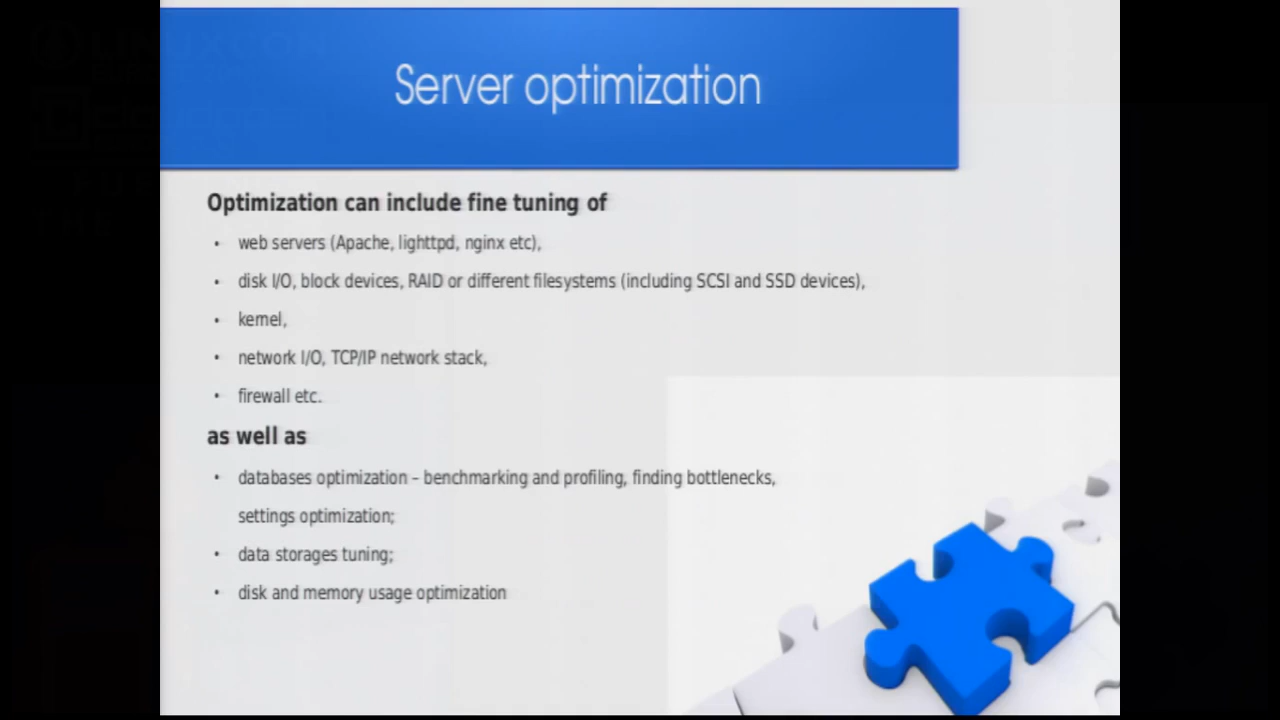 Server optimization
Optimization can include fine tuning of
• web servers (Apache, lighttpd, nginx etc),
• disk I/O, block devices, RAID or different filesystems (including SCSI and SSD devices),
• kernel,
• network I/O, TCP/IP network stack,
• firewall etc.
as well as
• databases optimization – benchmarking and profiling, finding bottlenecks,
settings optimization;
• data storages tuning;
• disk and memory usage optimization